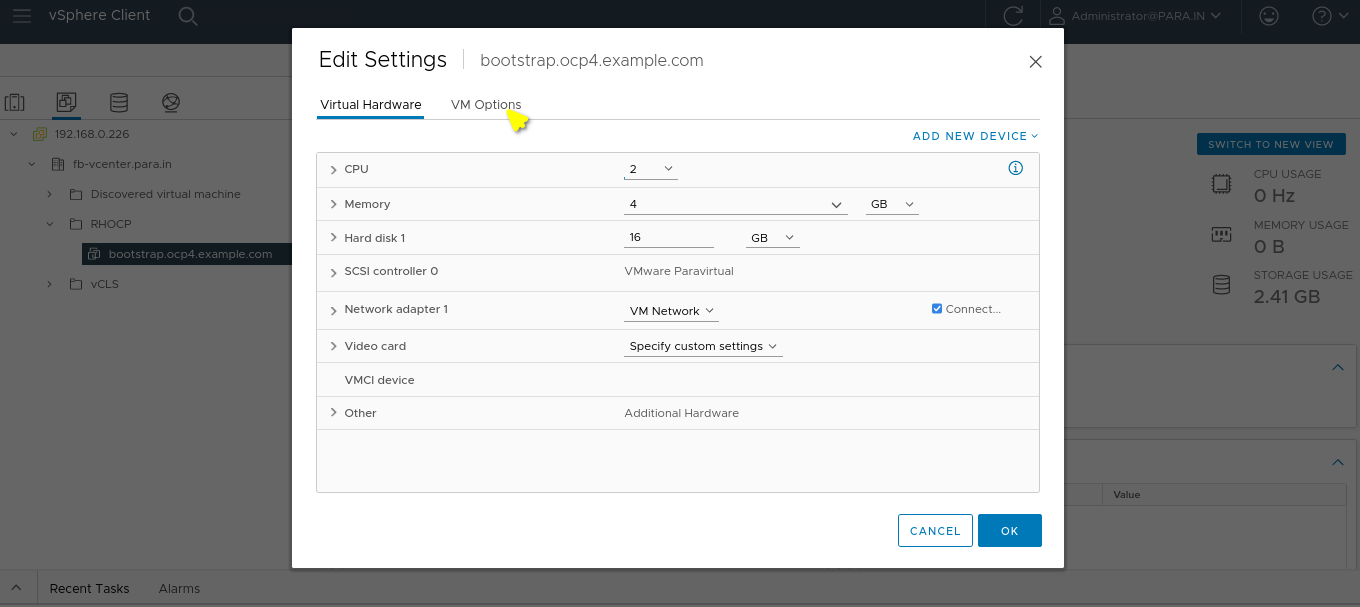 vSphere Client
Administrator@PARA.IN
Edit Settings
bootstrap.ocp4.example.com
Virtual Hardware
VM Options
ADD NEW DEVICE
CPU
2
Memory
4
GB
Hard disk 1
16
GB
SCSI controller 0
VMware Paravirtual
Network adapter 1
VM Network
Connect...
Video card
Specify custom settings
VMCI device
Other
Additional Hardware
CANCEL
OK
192.168.0.226
fb-vcenter.para.in
Discovered virtual machine
RHOCP
bootstrap.ocp4.example.com
vCLS
SWITCH TO NEW VIEW
CPU USAGE
0 Hz
MEMORY USAGE
0 B
STORAGE USAGE
2.41 GB
Value
Recent Tasks
Alarms